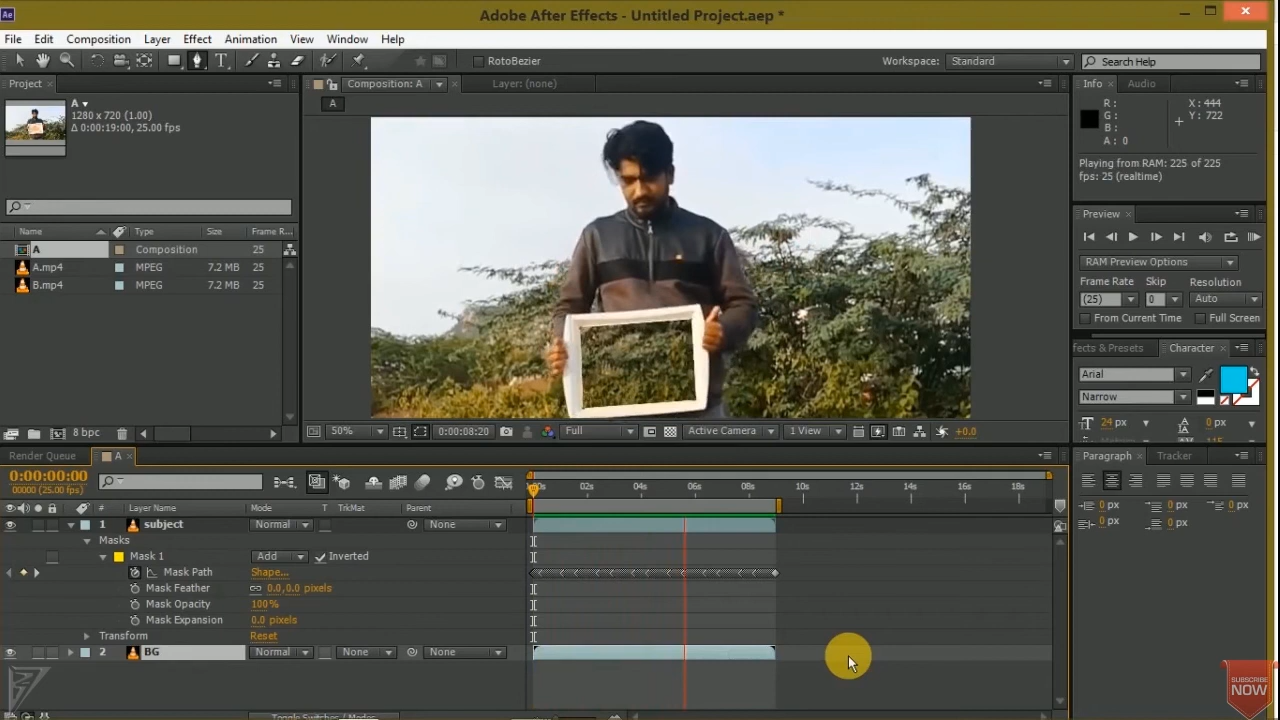 Ae Adobe After Effects - Untitled Project.aep *
File Edit Composition Layer Effect Animation View Window Help
RotoBezier Workspace: Standard Search Help
Project Composition: A Layer: (none) Info Audio
A
1280 x 720 (1.00)
Δ 0:00:19:00, 25.00 fps
A
R: X: 444
G: Y: 722
B:
A: 0
Playing from RAM: 225 of 225
fps: 25 (realtime)
Preview
Name Type Size Frame R...
A Composition 25
A.mp4 MPEG 7.2 MB 25
B.mp4 MPEG 7.2 MB 25
RAM Preview Options
Frame Rate Skip Resolution
(25) 0 Auto
From Current Time Full Screen
ffects & Presets Character
Arial
Narrow
24 px 0 px
8 bpc 50% 0:00:08:20 Full Active Camera 1 View +0.0
Render Queue A
Paragraph Tracker
0:00:00:00
00000 (25.00 fps)
02s 04s 06s 08s 10s 12s 14s 16s 18s
# Layer Name Mode T TrkMat Parent
0 px 0 px 0 px
0 px 0 px
1 subject Normal None
Masks
Mask 1 Add Inverted
Mask Path Shape...
Mask Feather 0.0,0.0 pixels
Mask Opacity 100%
Mask Expansion 0.0 pixels
Transform Reset
2 BG Normal None None
Toggle Switches / Modes
SUBSCRIBE
NOW